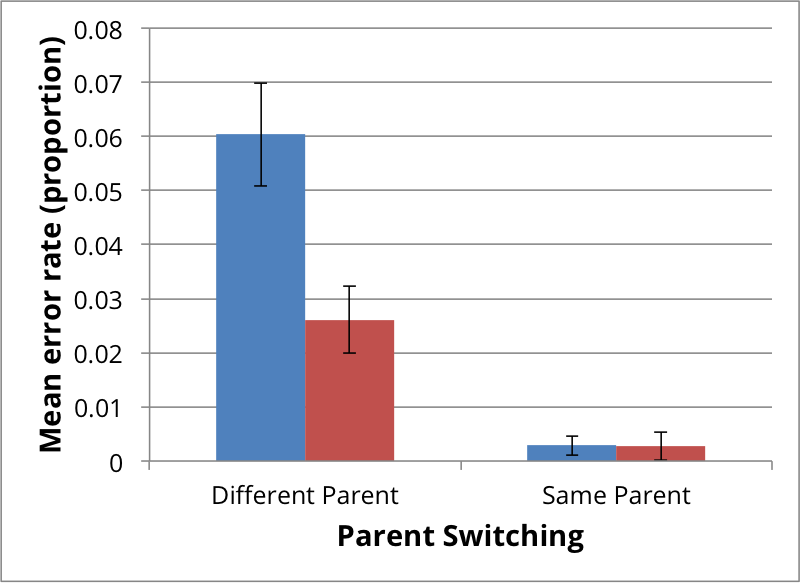 Mean error rate (proportion)
0.08
0.07
0.06
0.05
0.04
0.03
0.02
0.01
0
Different Parent
Same Parent
Parent Switching